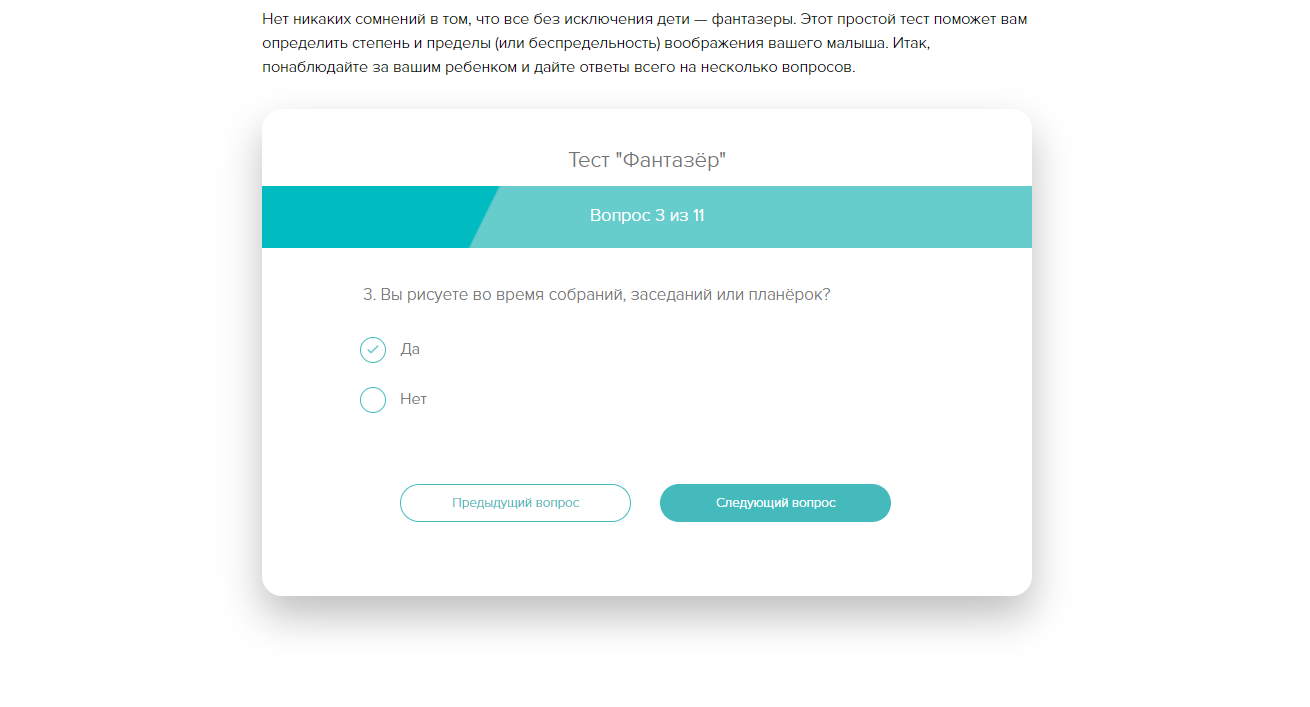 Нет никаких сомнений в том, что все без исключения дети — фантазеры. Этот простой тест поможет вам
определить степень и пределы (или беспредельность) воображения вашего малыша. Итак,
понаблюдайте за вашим ребенком и дайте ответы всего на несколько вопросов.
Тест "Фантазёр"
Вопрос 3 из 11
3. Вы рисуете во время собраний, заседаний или планёрок?
Да
Нет
Предыдущий вопрос
Следующий вопрос